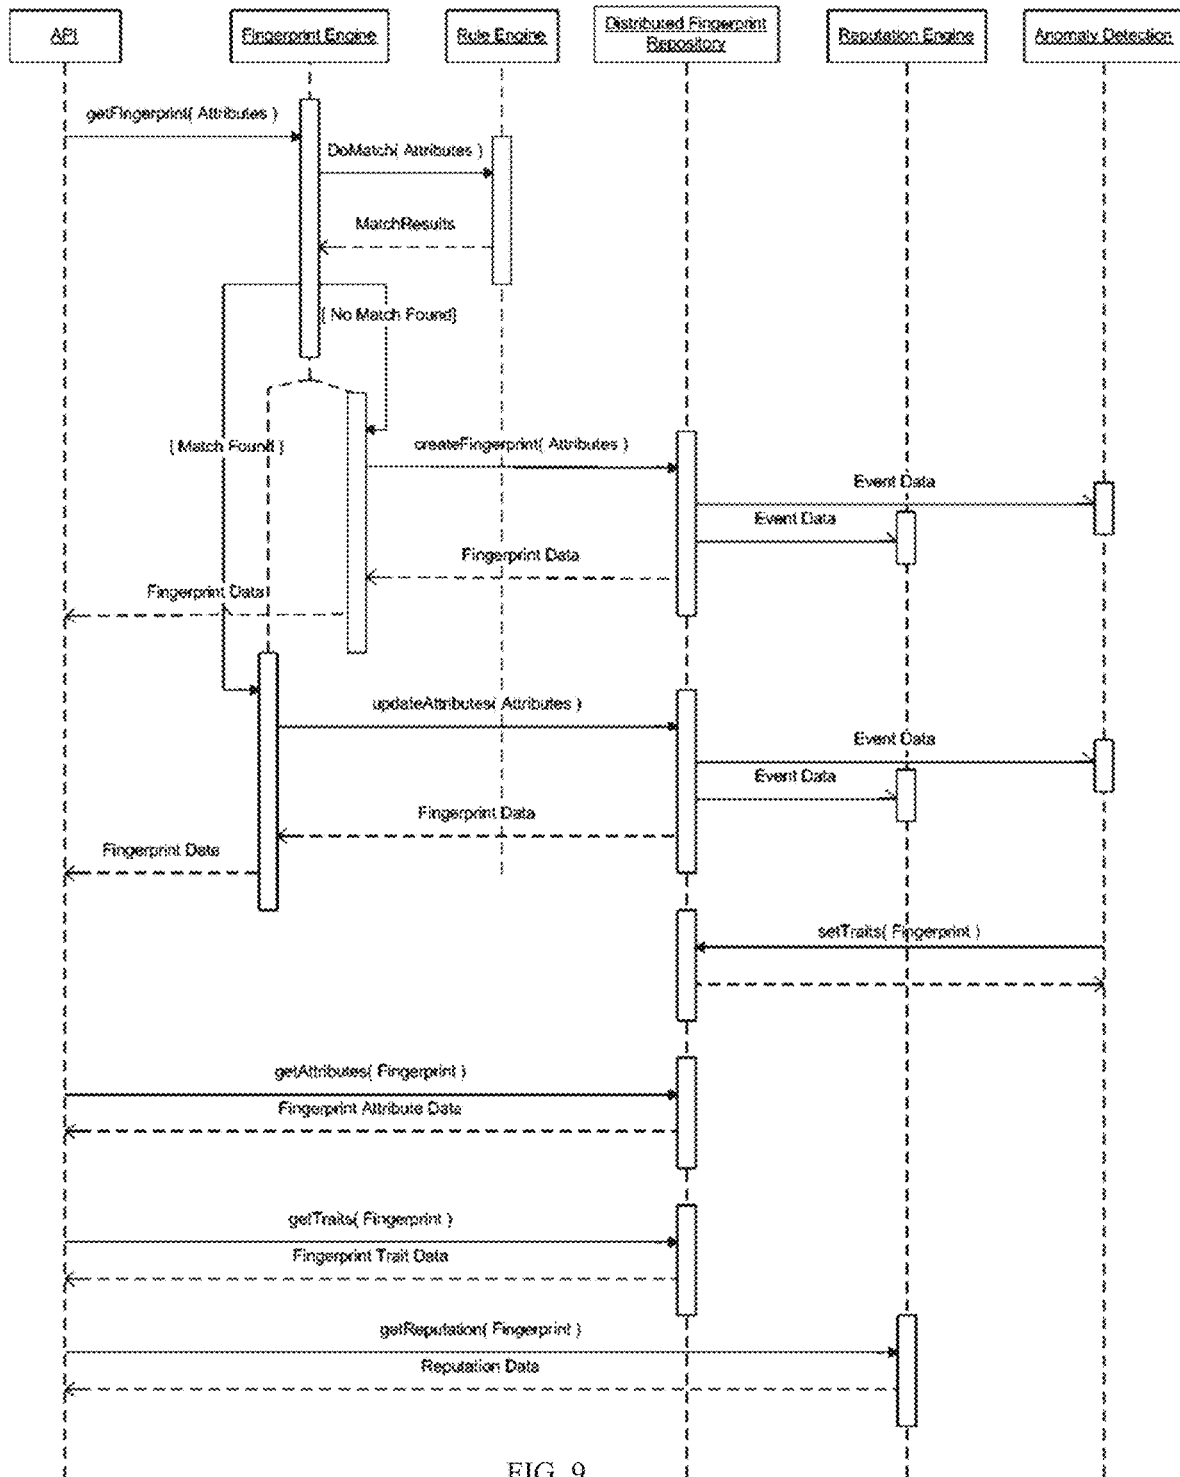 API
Fingerprint Engine
Rule Engine
Distributed Fingerprint
Repository
Reputation Engine
Anomaly Detection
getFingerprint( Attributes )
DoMatch( Attributes )
MatchResults
[ No Match Found]
[ Match Found ]
createFingerprint( Attributes )
Event Data
Event Data
Fingerprint Data
Fingerprint Data
updateAttributes( Attributes )
Event Data
Event Data
Fingerprint Data
Fingerprint Data
setTraits( Fingerprint )
getAttributes( Fingerprint )
Fingerprint Attribute Data
getTraits( Fingerprint )
Fingerprint Trait Data
getReputation( Fingerprint )
Reputation Data
FIG. 9